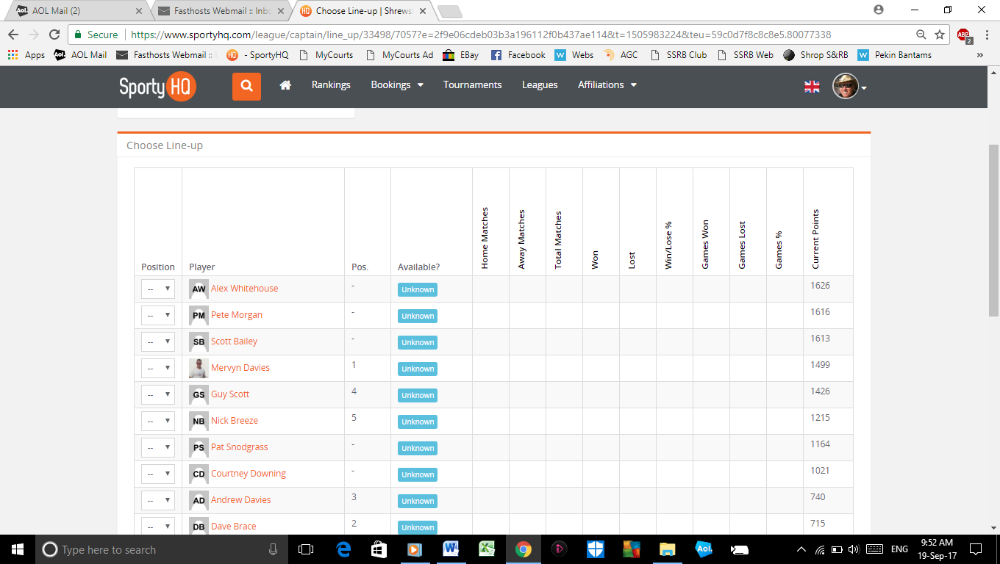 AOL Mail (2)
Fasthosts Webmail :: Inb
Choose Line-up | Shrews
Secure
https://www.sportyhq.com/league/captain/line_up/33498/7057?e=2f9e06cdeb03b3a196112f0b437ae114&t=1505983224&teu=59c0d7f8c8c8e5.80077338
ABP
2
Apps
Aol.
AOL Mail
Fasthosts Webmail ::
HQ
- SportyHQ
MyCourts
MyCourts Ad
EBay
Facebook
Webs
AGC
SSRB Club
SSRB Web
Shrop S&RB
Pekin Bantams
»
Sporty HQ
Rankings
Bookings
Tournaments
Leagues
Affiliations
Choose Line-up
Position Player Pos. Available? Home Matches Away Matches Total Matches Won Lost Win/Lose % Games Won Games Lost Games % Current Points
-- AW Alex Whitehouse - Unknown 1626
-- PM Pete Morgan - Unknown 1616
-- SB Scott Bailey - Unknown 1613
-- Mervyn Davies 1 Unknown 1499
-- GS Guy Scott 4 Unknown 1426
-- NB Nick Breeze 5 Unknown 1215
-- PS Pat Snodgrass - Unknown 1164
-- CD Courtney Downing - Unknown 1021
-- AD Andrew Davies 3 Unknown 740
-- DB Dave Brace 2 Unknown 715
Type here to search
Aol.
ENG
9:52 AM
19-Sep-17